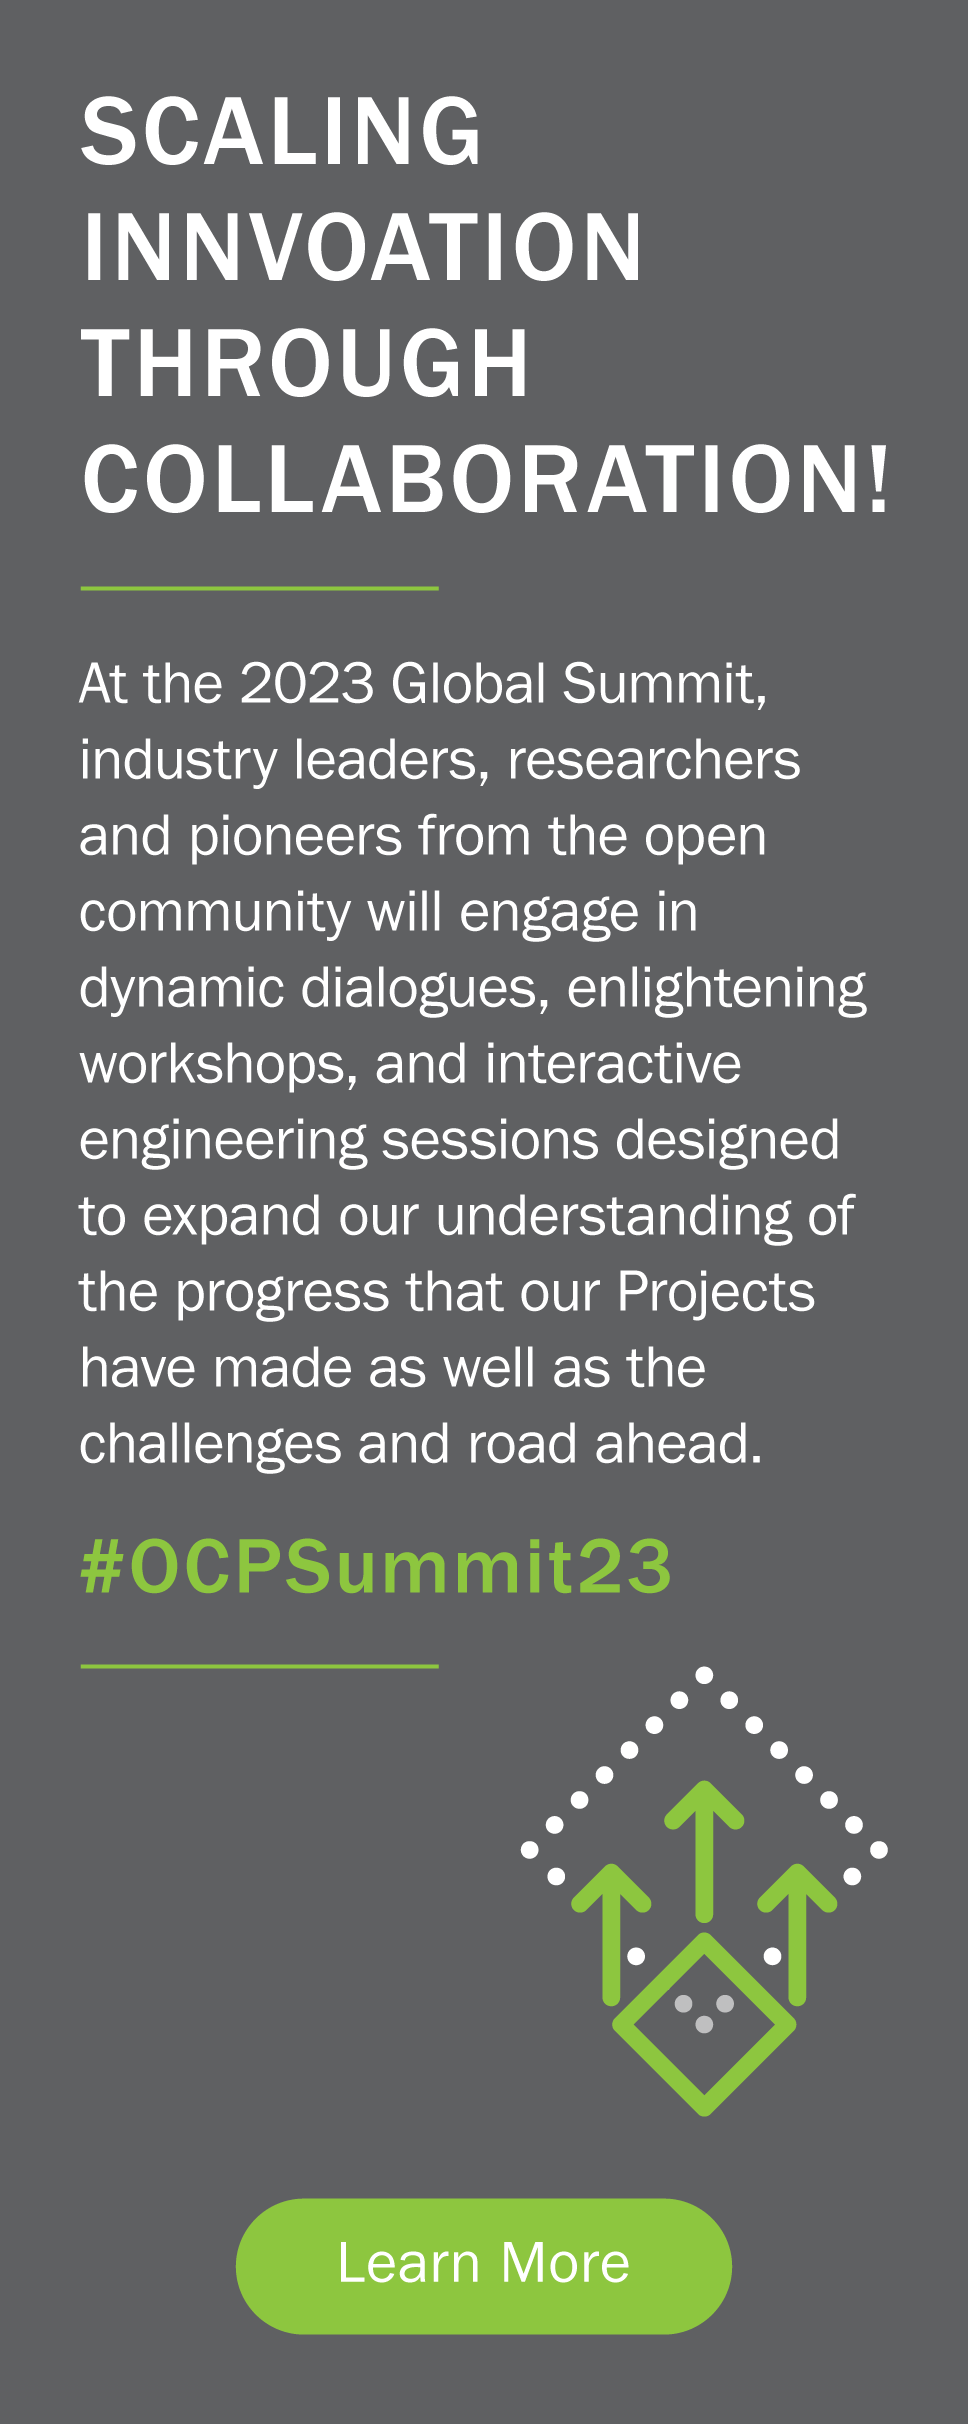 SCALING
INNVOATION
THROUGH
COLLABORATION!
At the 2023 Global Summit,
industry leaders, researchers
and pioneers from the open
community will engage in
dynamic dialogues, enlightening
workshops, and interactive
engineering sessions designed
to expand our understanding of
the progress that our Projects
have made as well as the
challenges and road ahead.
#OCPSummit23
Learn More